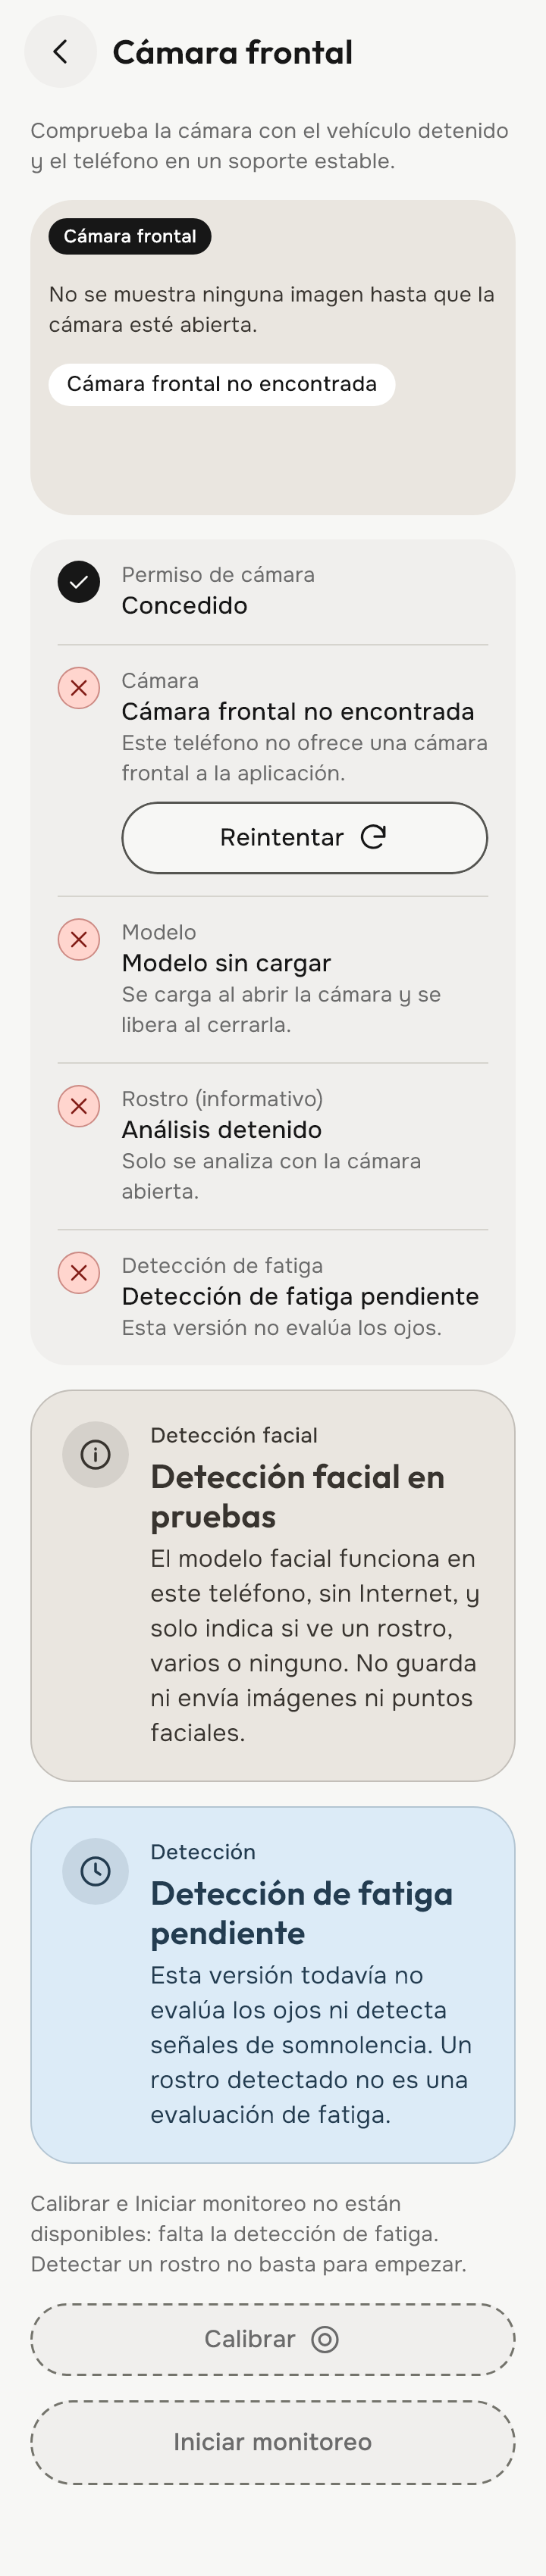 Cámara frontal
Comprueba la cámara con el vehículo detenido
y el teléfono en un soporte estable.
Cámara frontal
No se muestra ninguna imagen hasta que la
cámara esté abierta.
Cámara frontal no encontrada
Permiso de cámara
Concedido
Cámara
Cámara frontal no encontrada
Este teléfono no ofrece una cámara
frontal a la aplicación.
Reintentar
Modelo
Modelo sin cargar
Se carga al abrir la cámara y se
libera al cerrarla.
Rostro (informativo)
Análisis detenido
Solo se analiza con la cámara
abierta.
Detección de fatiga
Detección de fatiga pendiente
Esta versión no evalúa los ojos.
Detección facial
Detección facial en
pruebas
El modelo facial funciona en
este teléfono, sin Internet, y
solo indica si ve un rostro,
varios o ninguno. No guarda
ni envía imágenes ni puntos
faciales.
Detección
Detección de fatiga
pendiente
Esta versión todavía no
evalúa los ojos ni detecta
señales de somnolencia. Un
rostro detectado no es una
evaluación de fatiga.
Calibrar e Iniciar monitoreo no están
disponibles: falta la detección de fatiga.
Detectar un rostro no basta para empezar.
Calibrar
Iniciar monitoreo